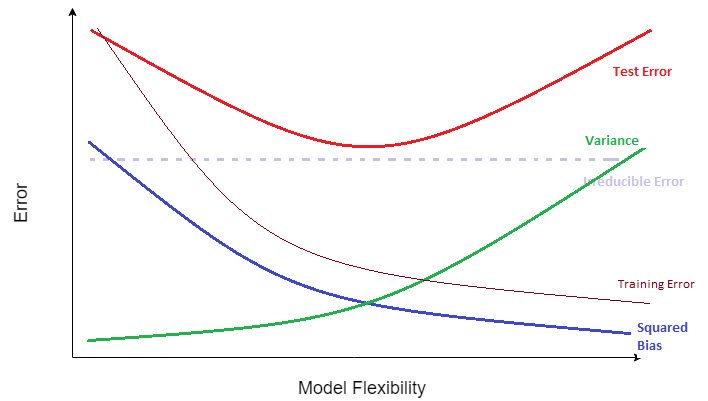 Test Error
Variance
Irreducible Error
Error
Training Error
Squared
Bias
Model Flexibility